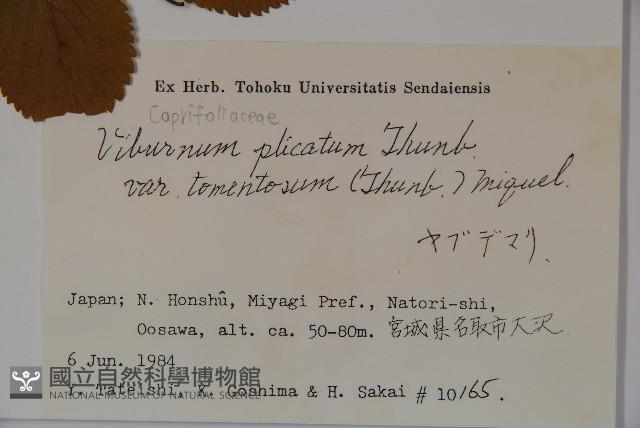 Ex Herb. Tohoku Universitatis Sendaiensis
Caprifoliaceae
Viburnum plicatum Thunb.
var. tomentosum (Thunb.) Miquel.
ヤブデマリ.
Japan; N. Honshû, Miyagi Pref., Natori-shi,
Oosawa, alt. ca. 50-80m. 宮城県名取市大沢
6 Jun. 1984
國立自然科學博物館
NATIONAL MUSEUM OF NATURAL SCIENCE
Y. Tateishi, Y. Goshima & H. Sakai # 10165.